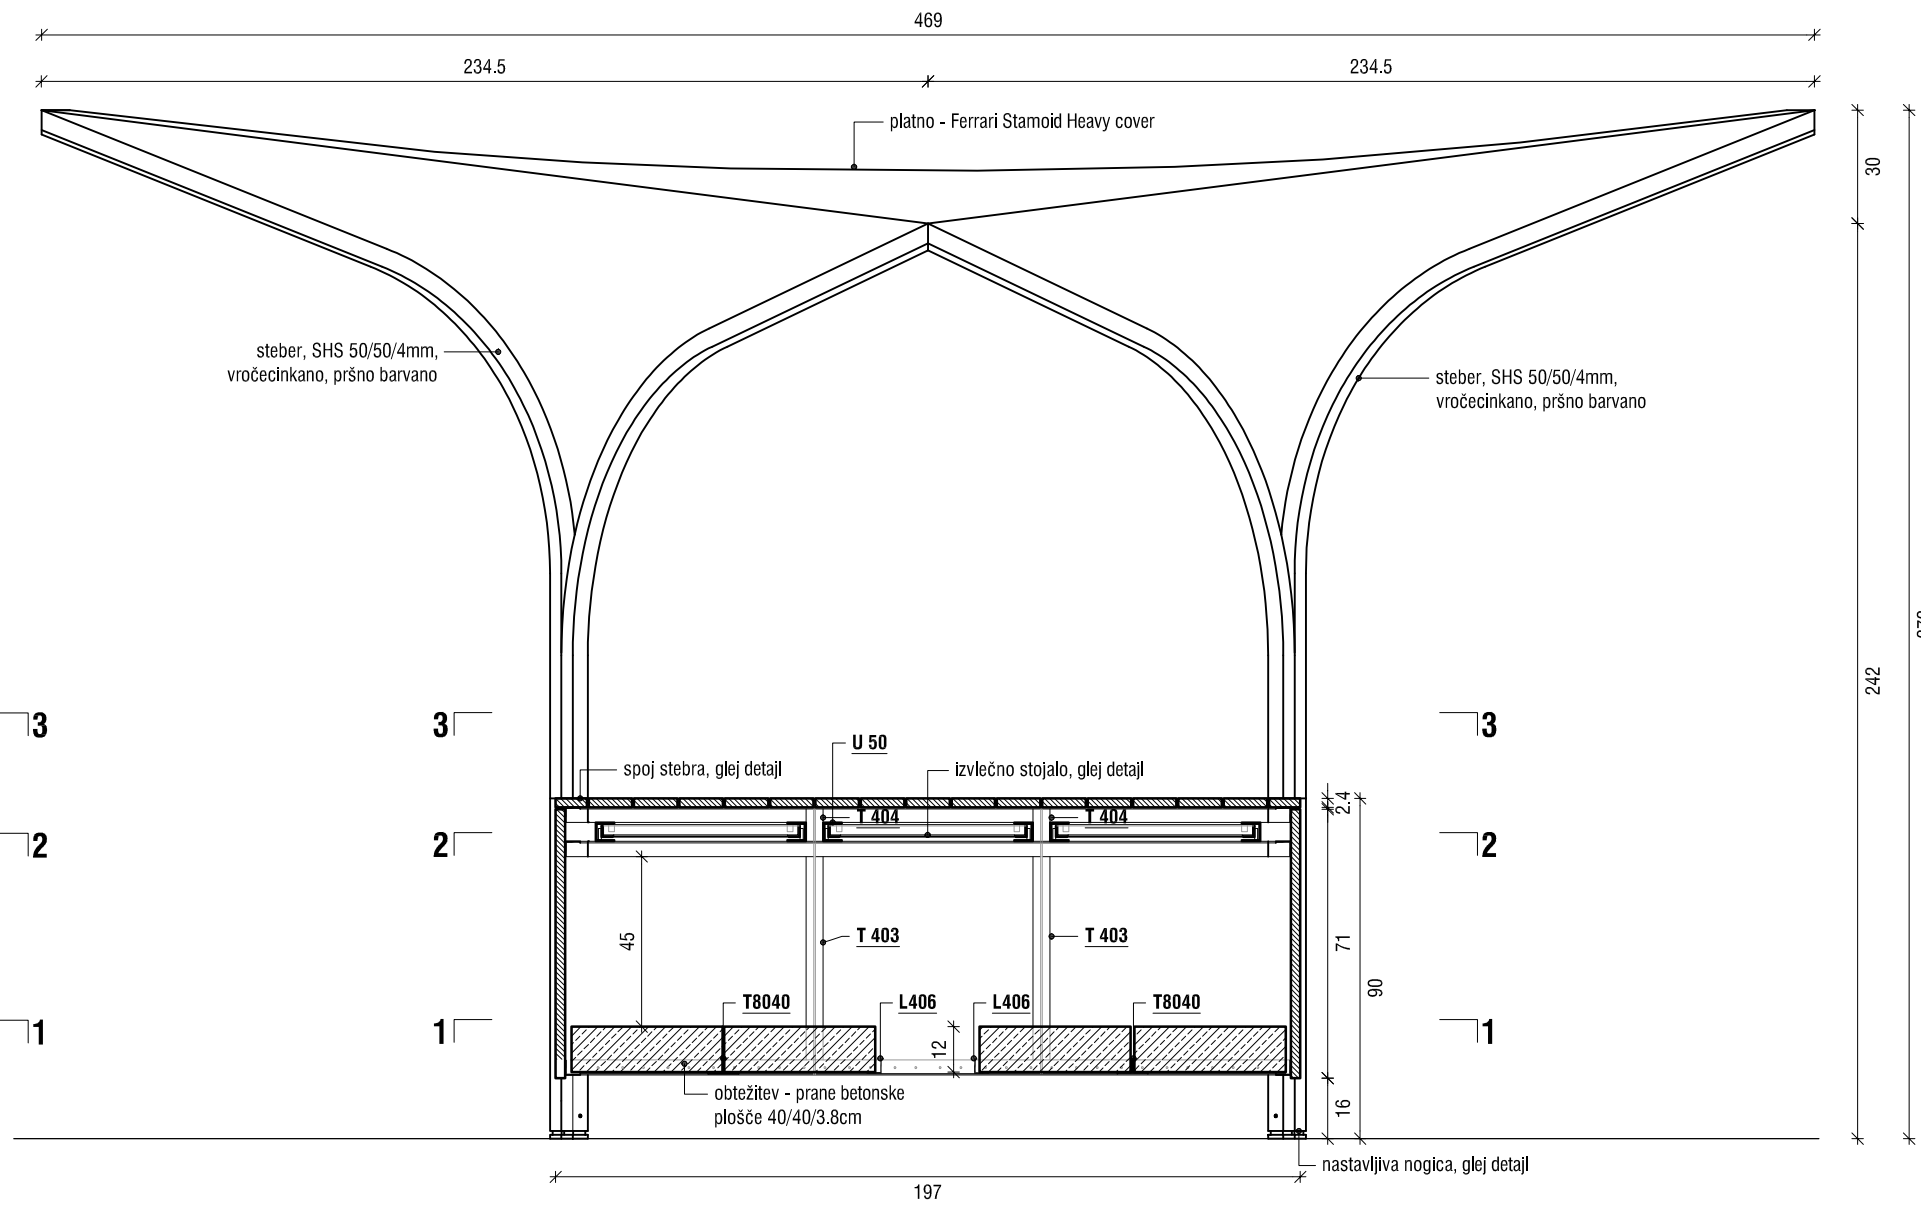 469
234.5
234.5
platno - Ferrari Stamoid Heavy cover
30
steber, SHS 50/50/4mm,
vročecinkano, pršno barvano
steber, SHS 50/50/4mm,
vročecinkano, pršno barvano
242
3
3
3
U 50
spoj stebra, glej detajl
izvlečno stojalo, glej detajl
2.4
T 404
T 404
2
2
2
45
T 403
T 403
71
90
T8040
L406
L406
T8040
1
1
1
12
obtežitev - prane betonske
plošče 40/40/3.8cm
16
nastavljiva nogica, glej detajl
197